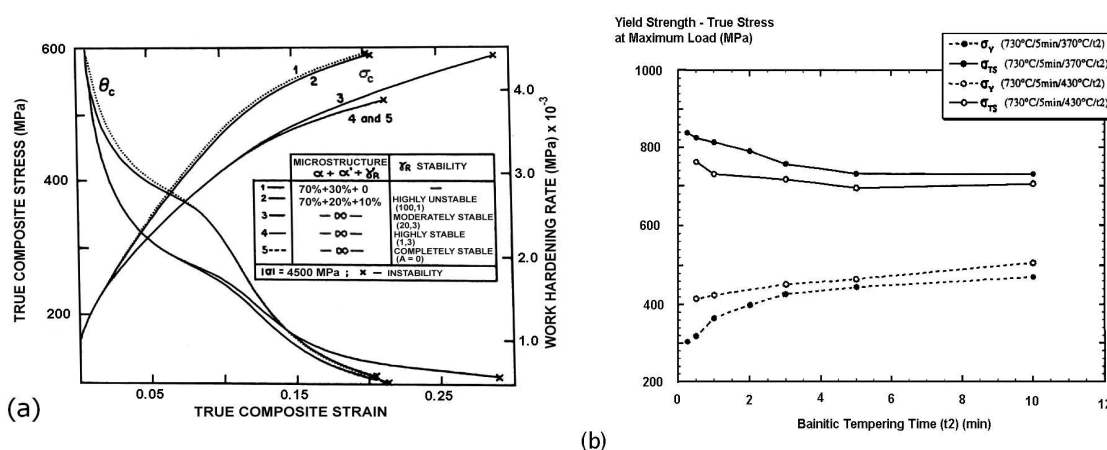 600
400
200
TRUE COMPOSITE STRESS (MPa)
θc
1
2
σc
3
4 and 5
4.0
3.0
2.0
1.0
WORK HARDENING RATE (MPa) x 10⁻³
MICROSTRUCTURE
α + α' + γR
γR STABILITY
1 — 70%+30%+ 0 —
2 — 70%+20%+10% HIGHLY UNSTABLE (100,1)
3 — — ∞ — MODERATELY STABLE (20,3)
4 — — ∞ — HIGHLY STABLE (1,3)
5 ---- — ∞ — COMPLETELY STABLE (A = 0)
|σ| = 4500 MPa ; × – INSTABILITY
0.05 0.15 0.25
TRUE COMPOSITE STRAIN
(a)
Yield Strength - True Stress
at Maximum Load (MPa)
σY (730°C/5min/370°C/t2)
σTS (730°C/5min/370°C/t2)
σY (730°C/5min/430°C/t2)
σTS (730°C/5min/430°C/t2)
1000
800
600
400
200
0 2 4 6 8 10 12
Bainitic Tempering Time (t2) (min)
(b)